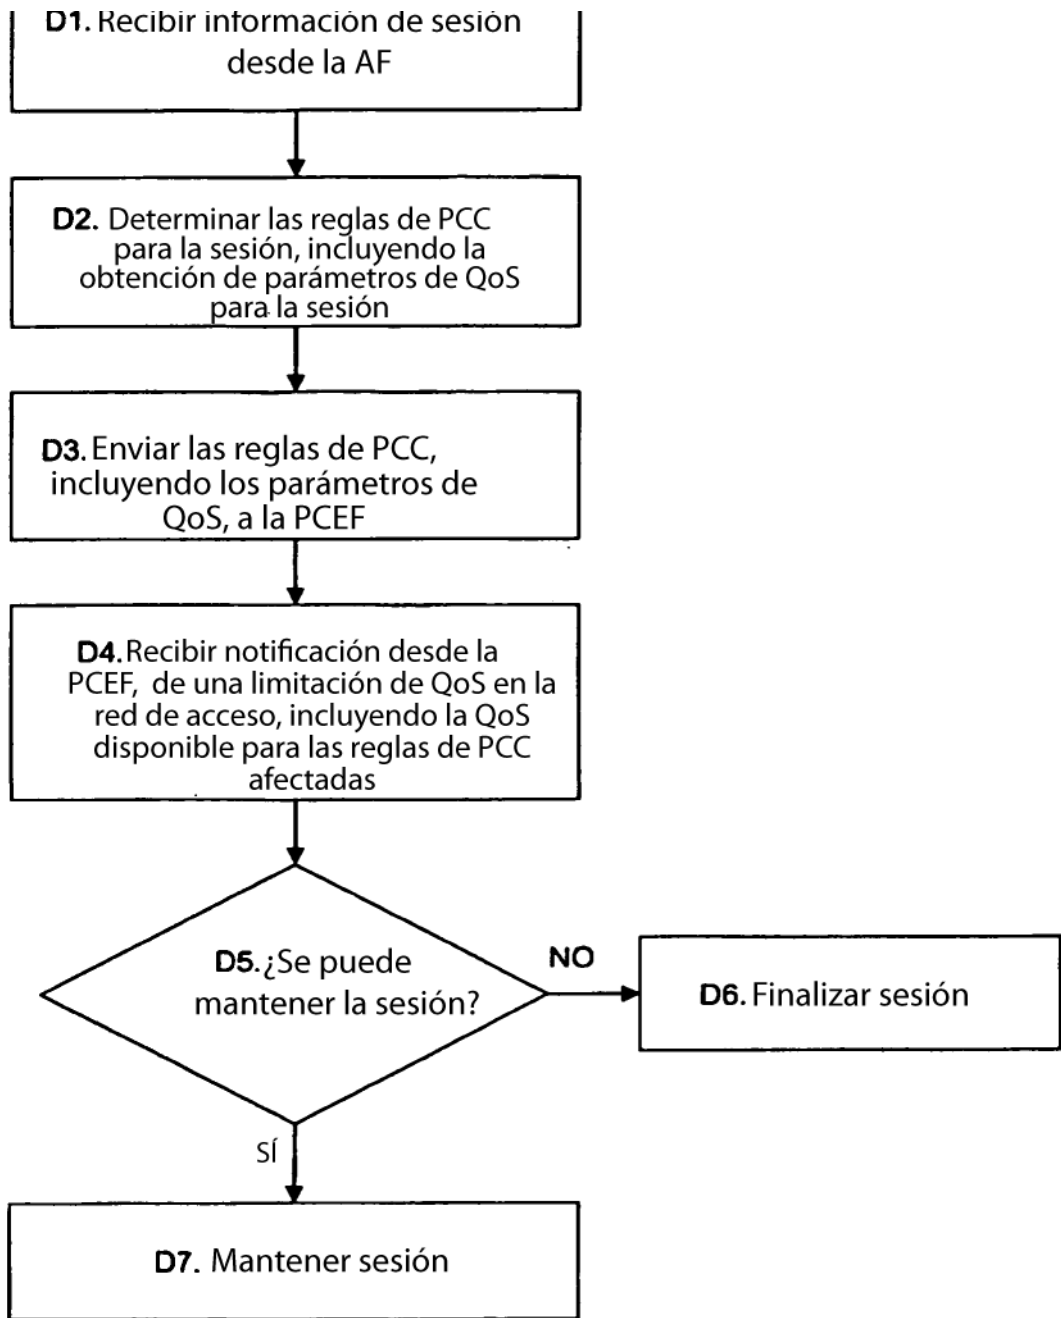 D1. Recibir información de sesión
desde la AF
D2. Determinar las reglas de PCC
para la sesión, incluyendo la
obtención de parámetros de QoS
para la sesión
D3. Enviar las reglas de PCC,
incluyendo los parámetros de
QoS, a la PCEF
D4. Recibir notificación desde la
PCEF, de una limitación de QoS en la
red de acceso, incluyendo la QoS
disponible para las reglas de PCC
afectadas
D5. ¿Se puede
mantener la sesión?
NO
D6. Finalizar sesión
SÍ
D7. Mantener sesión